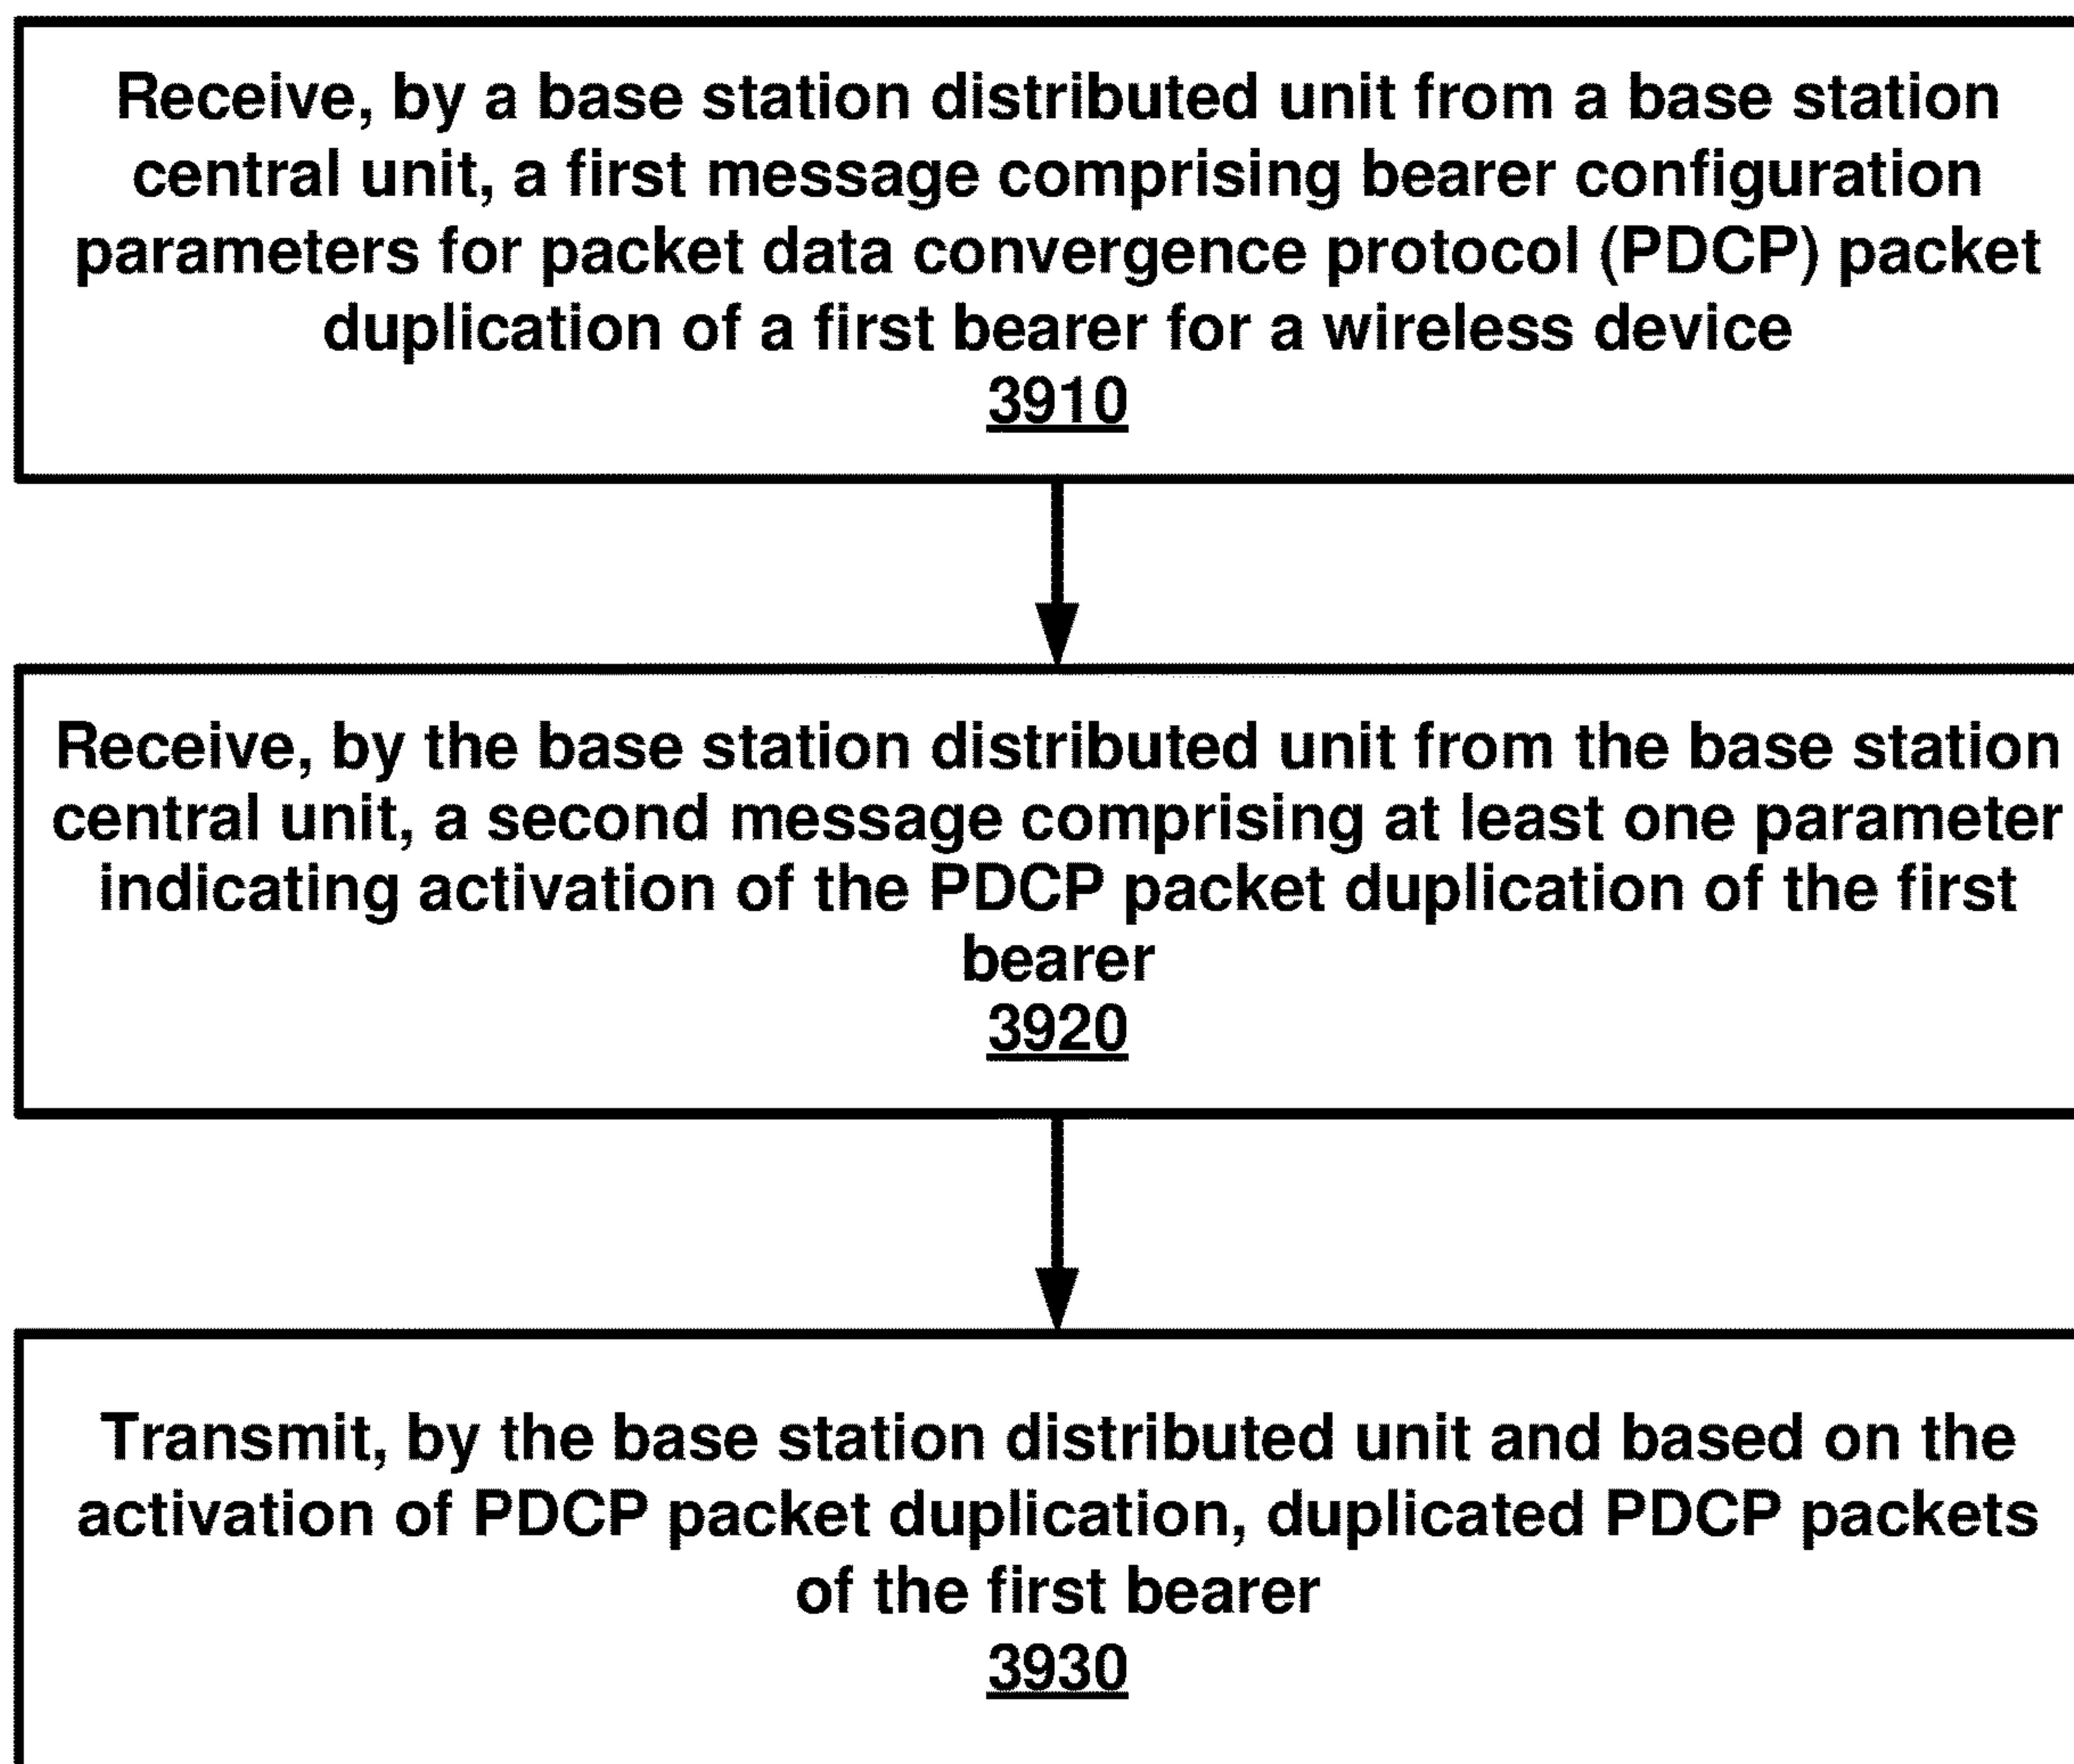 Receive, by a base station distributed unit from a base station
central unit, a first message comprising bearer configuration
parameters for packet data convergence protocol (PDCP) packet
duplication of a first bearer for a wireless device
3910
Receive, by the base station distributed unit from the base station
central unit, a second message comprising at least one parameter
indicating activation of the PDCP packet duplication of the first
bearer
3920
Transmit, by the base station distributed unit and based on the
activation of PDCP packet duplication, duplicated PDCP packets
of the first bearer
3930